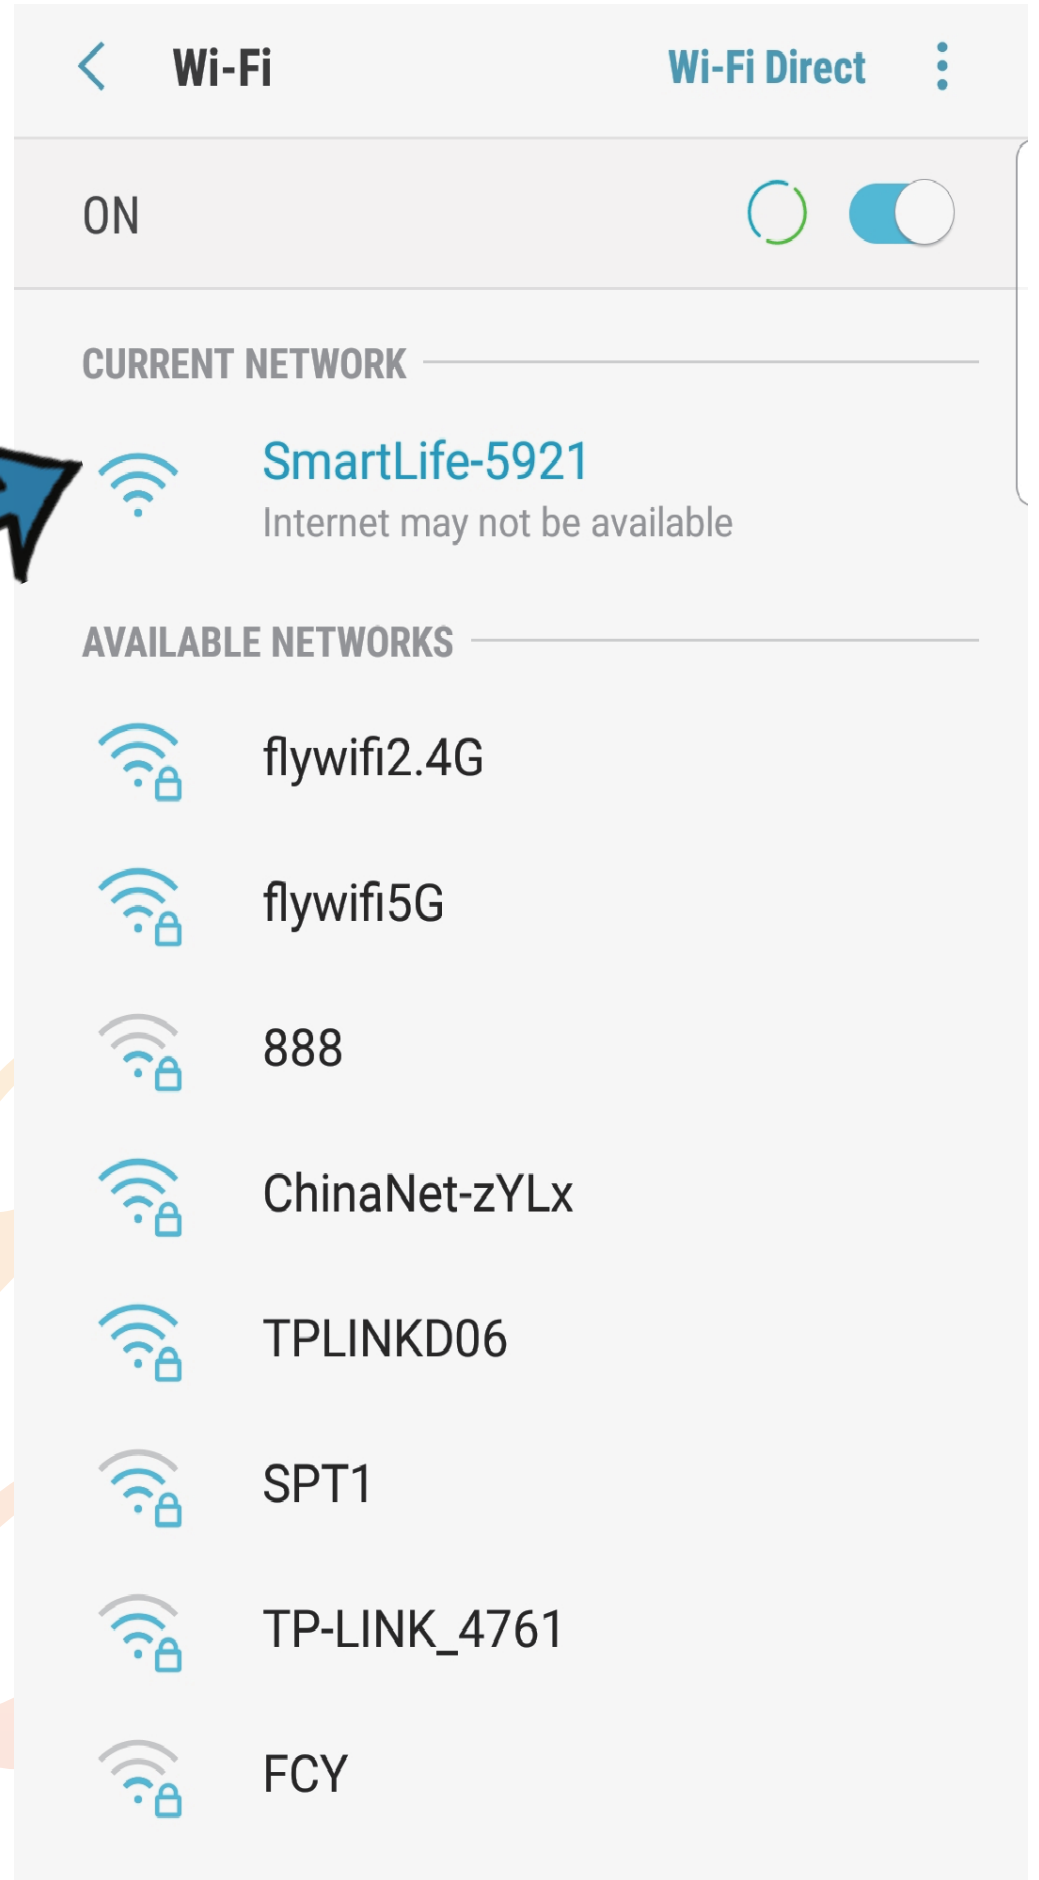 Wi-Fi Wi-Fi Direct
ON
CURRENT NETWORK
SmartLife-5921
Internet may not be available
AVAILABLE NETWORKS
flywifi2.4G
flywifi5G
888
ChinaNet-zYLx
TPLINKD06
SPT1
TP-LINK_4761
FCY